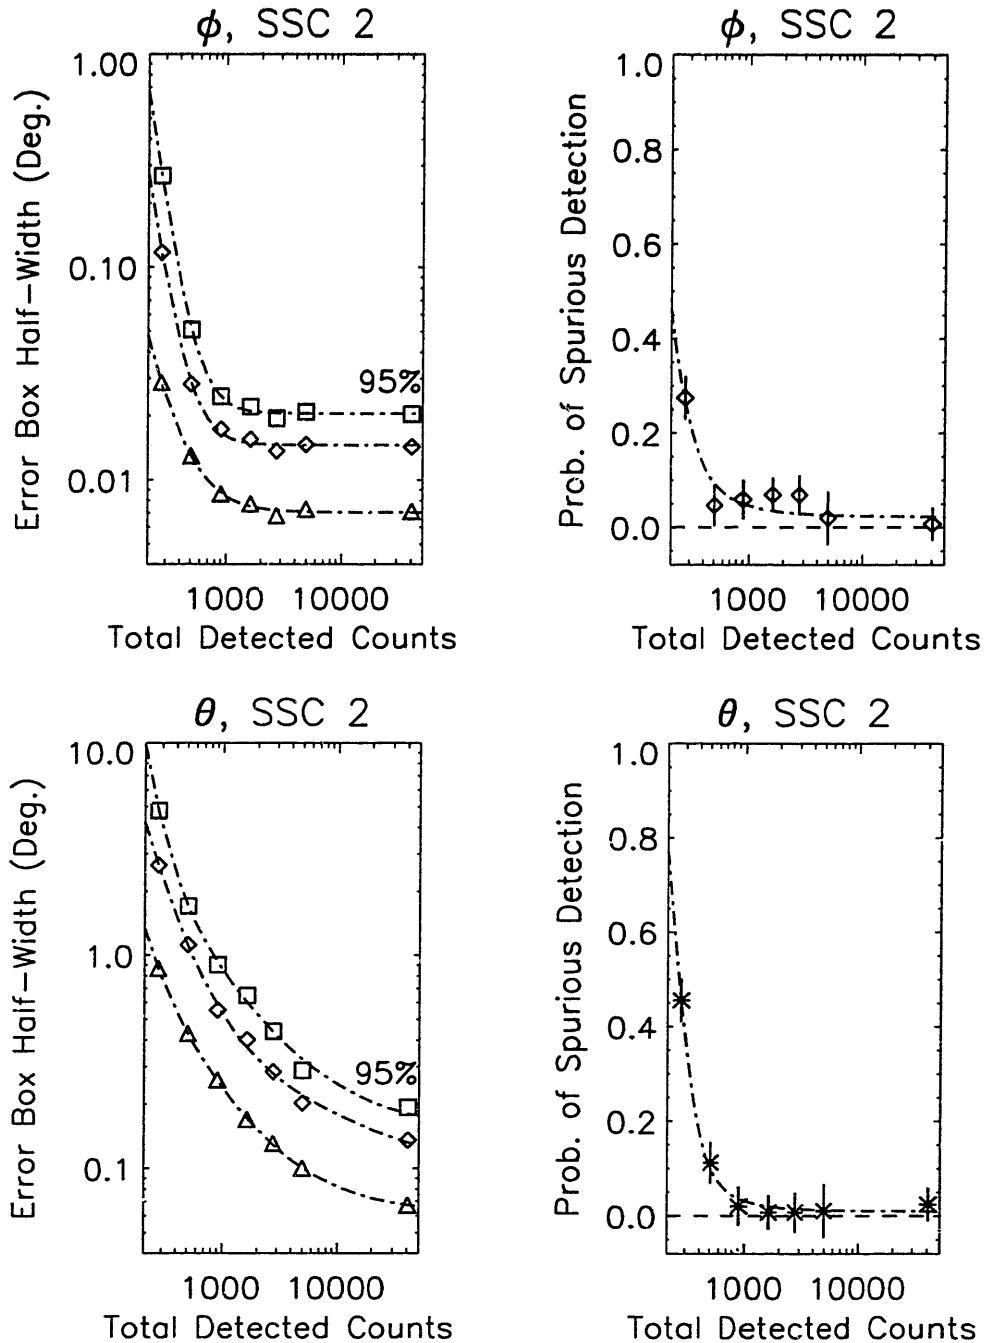 ϕ, SSC 2
1.00
0.10
0.01
Error Box Half-Width (Deg.)
95%
1000 10000
Total Detected Counts
ϕ, SSC 2
1.0
0.8
0.6
0.4
0.2
0.0
Prob. of Spurious Detection
1000 10000
Total Detected Counts
θ, SSC 2
10.0
1.0
0.1
Error Box Half-Width (Deg.)
95%
1000 10000
Total Detected Counts
θ, SSC 2
1.0
0.8
0.6
0.4
0.2
0.0
Prob. of Spurious Detection
1000 10000
Total Detected Counts